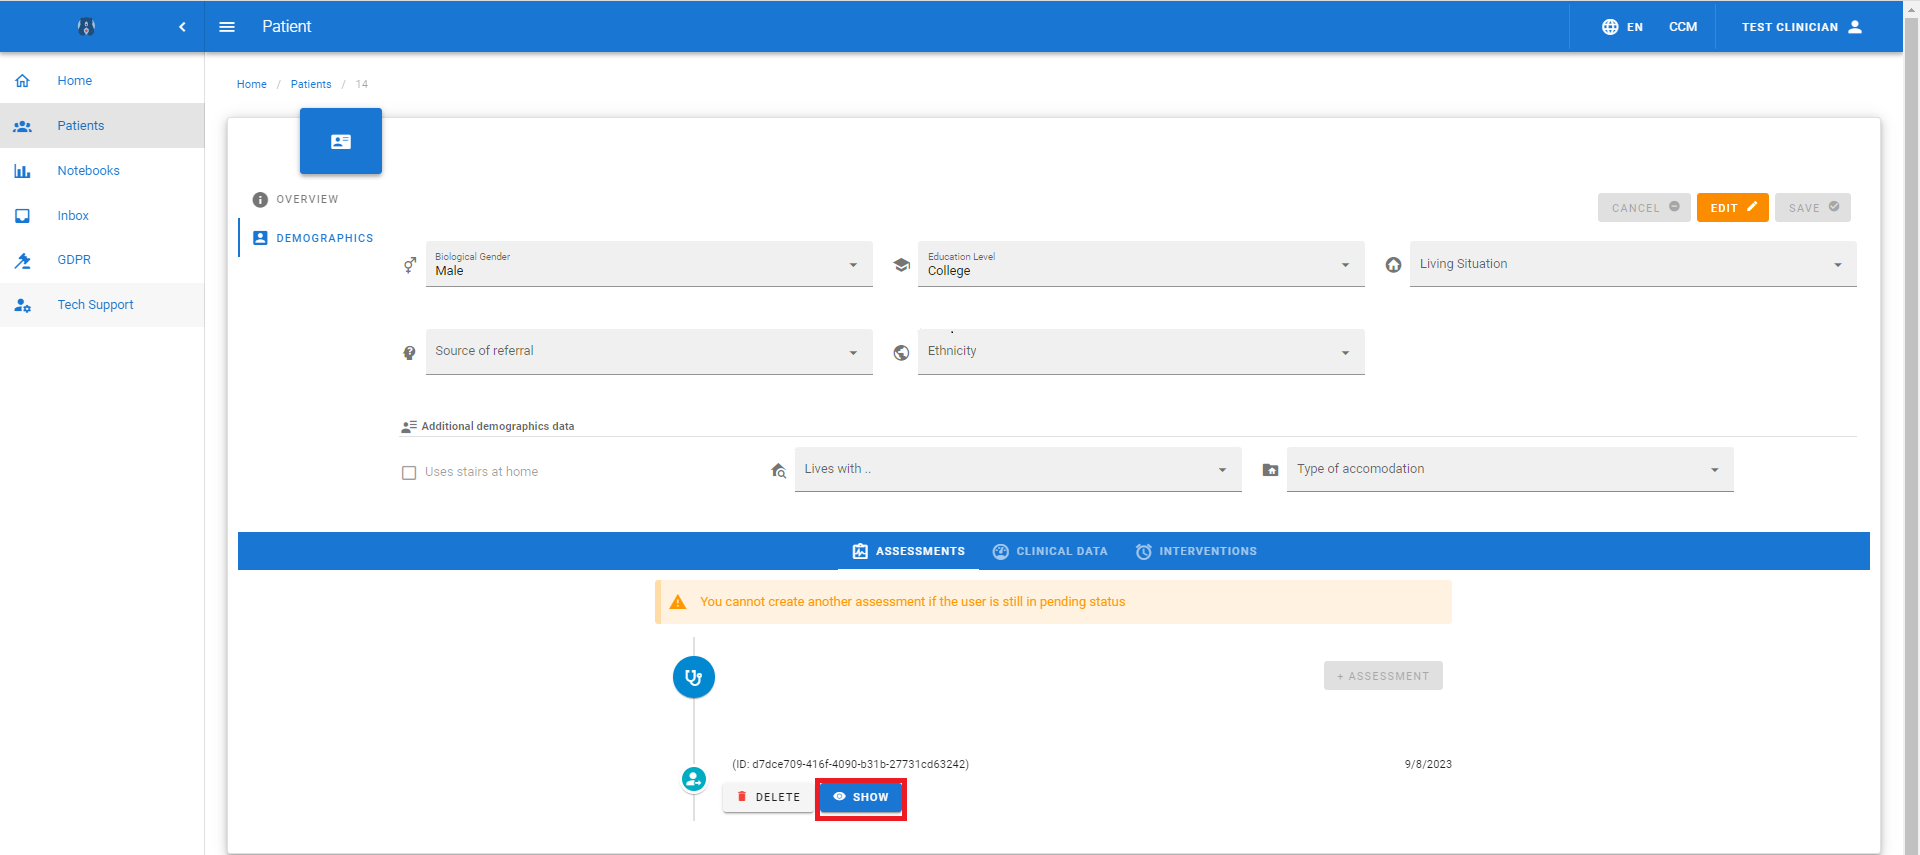 Patient
EN
CCM
TEST CLINICIAN
Home
Patients
Notebooks
Inbox
GDPR
Tech Support
Home / Patients / 14
OVERVIEW
DEMOGRAPHICS
CANCEL
EDIT
SAVE
Biological Gender
Male
Education Level
College
Living Situation
Source of referral
Ethnicity
Additional demographics data
Uses stairs at home
Lives with ..
Type of accomodation
ASSESSMENTS
CLINICAL DATA
INTERVENTIONS
You cannot create another assessment if the user is still in pending status
+ ASSESSMENT
(ID: d7dce709-416f-4090-b31b-27731cd63242)
9/8/2023
DELETE
SHOW